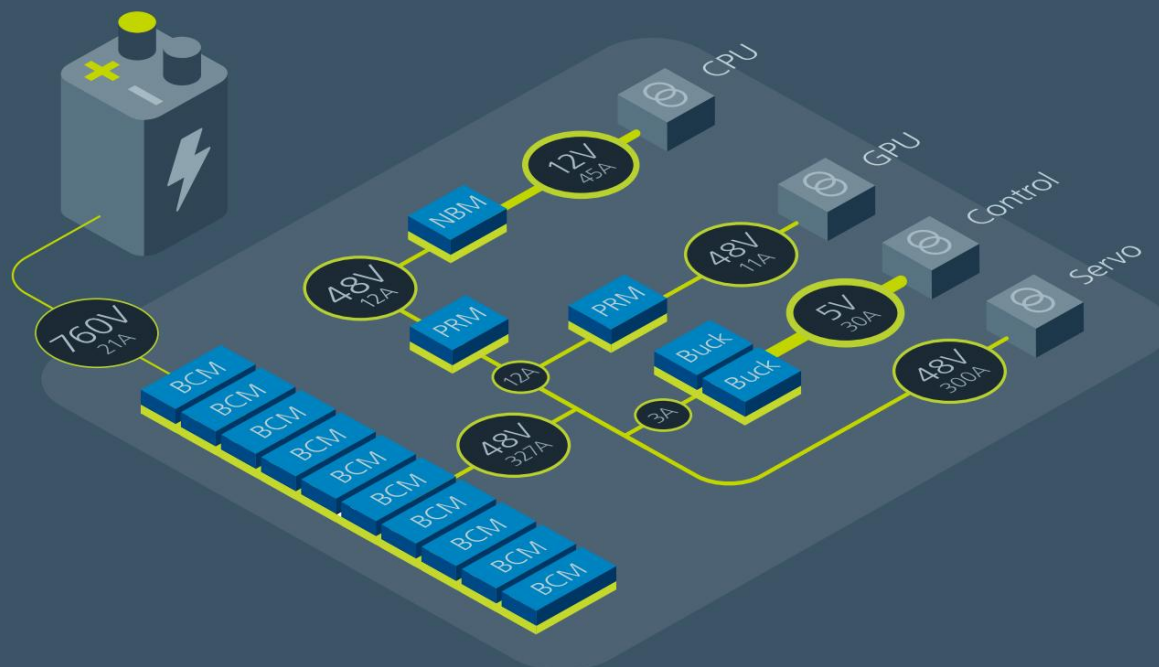 CPU
12V
45A
GPU
NBM
Control
48V
11A
48V
12A
Servo
PRM
PRM
5V
30A
760V
21A
Buck
Buck
12A
48V
300A
BCM
BCM
BCM
BCM
BCM
BCM
BCM
BCM
BCM
BCM
3A
48V
327A